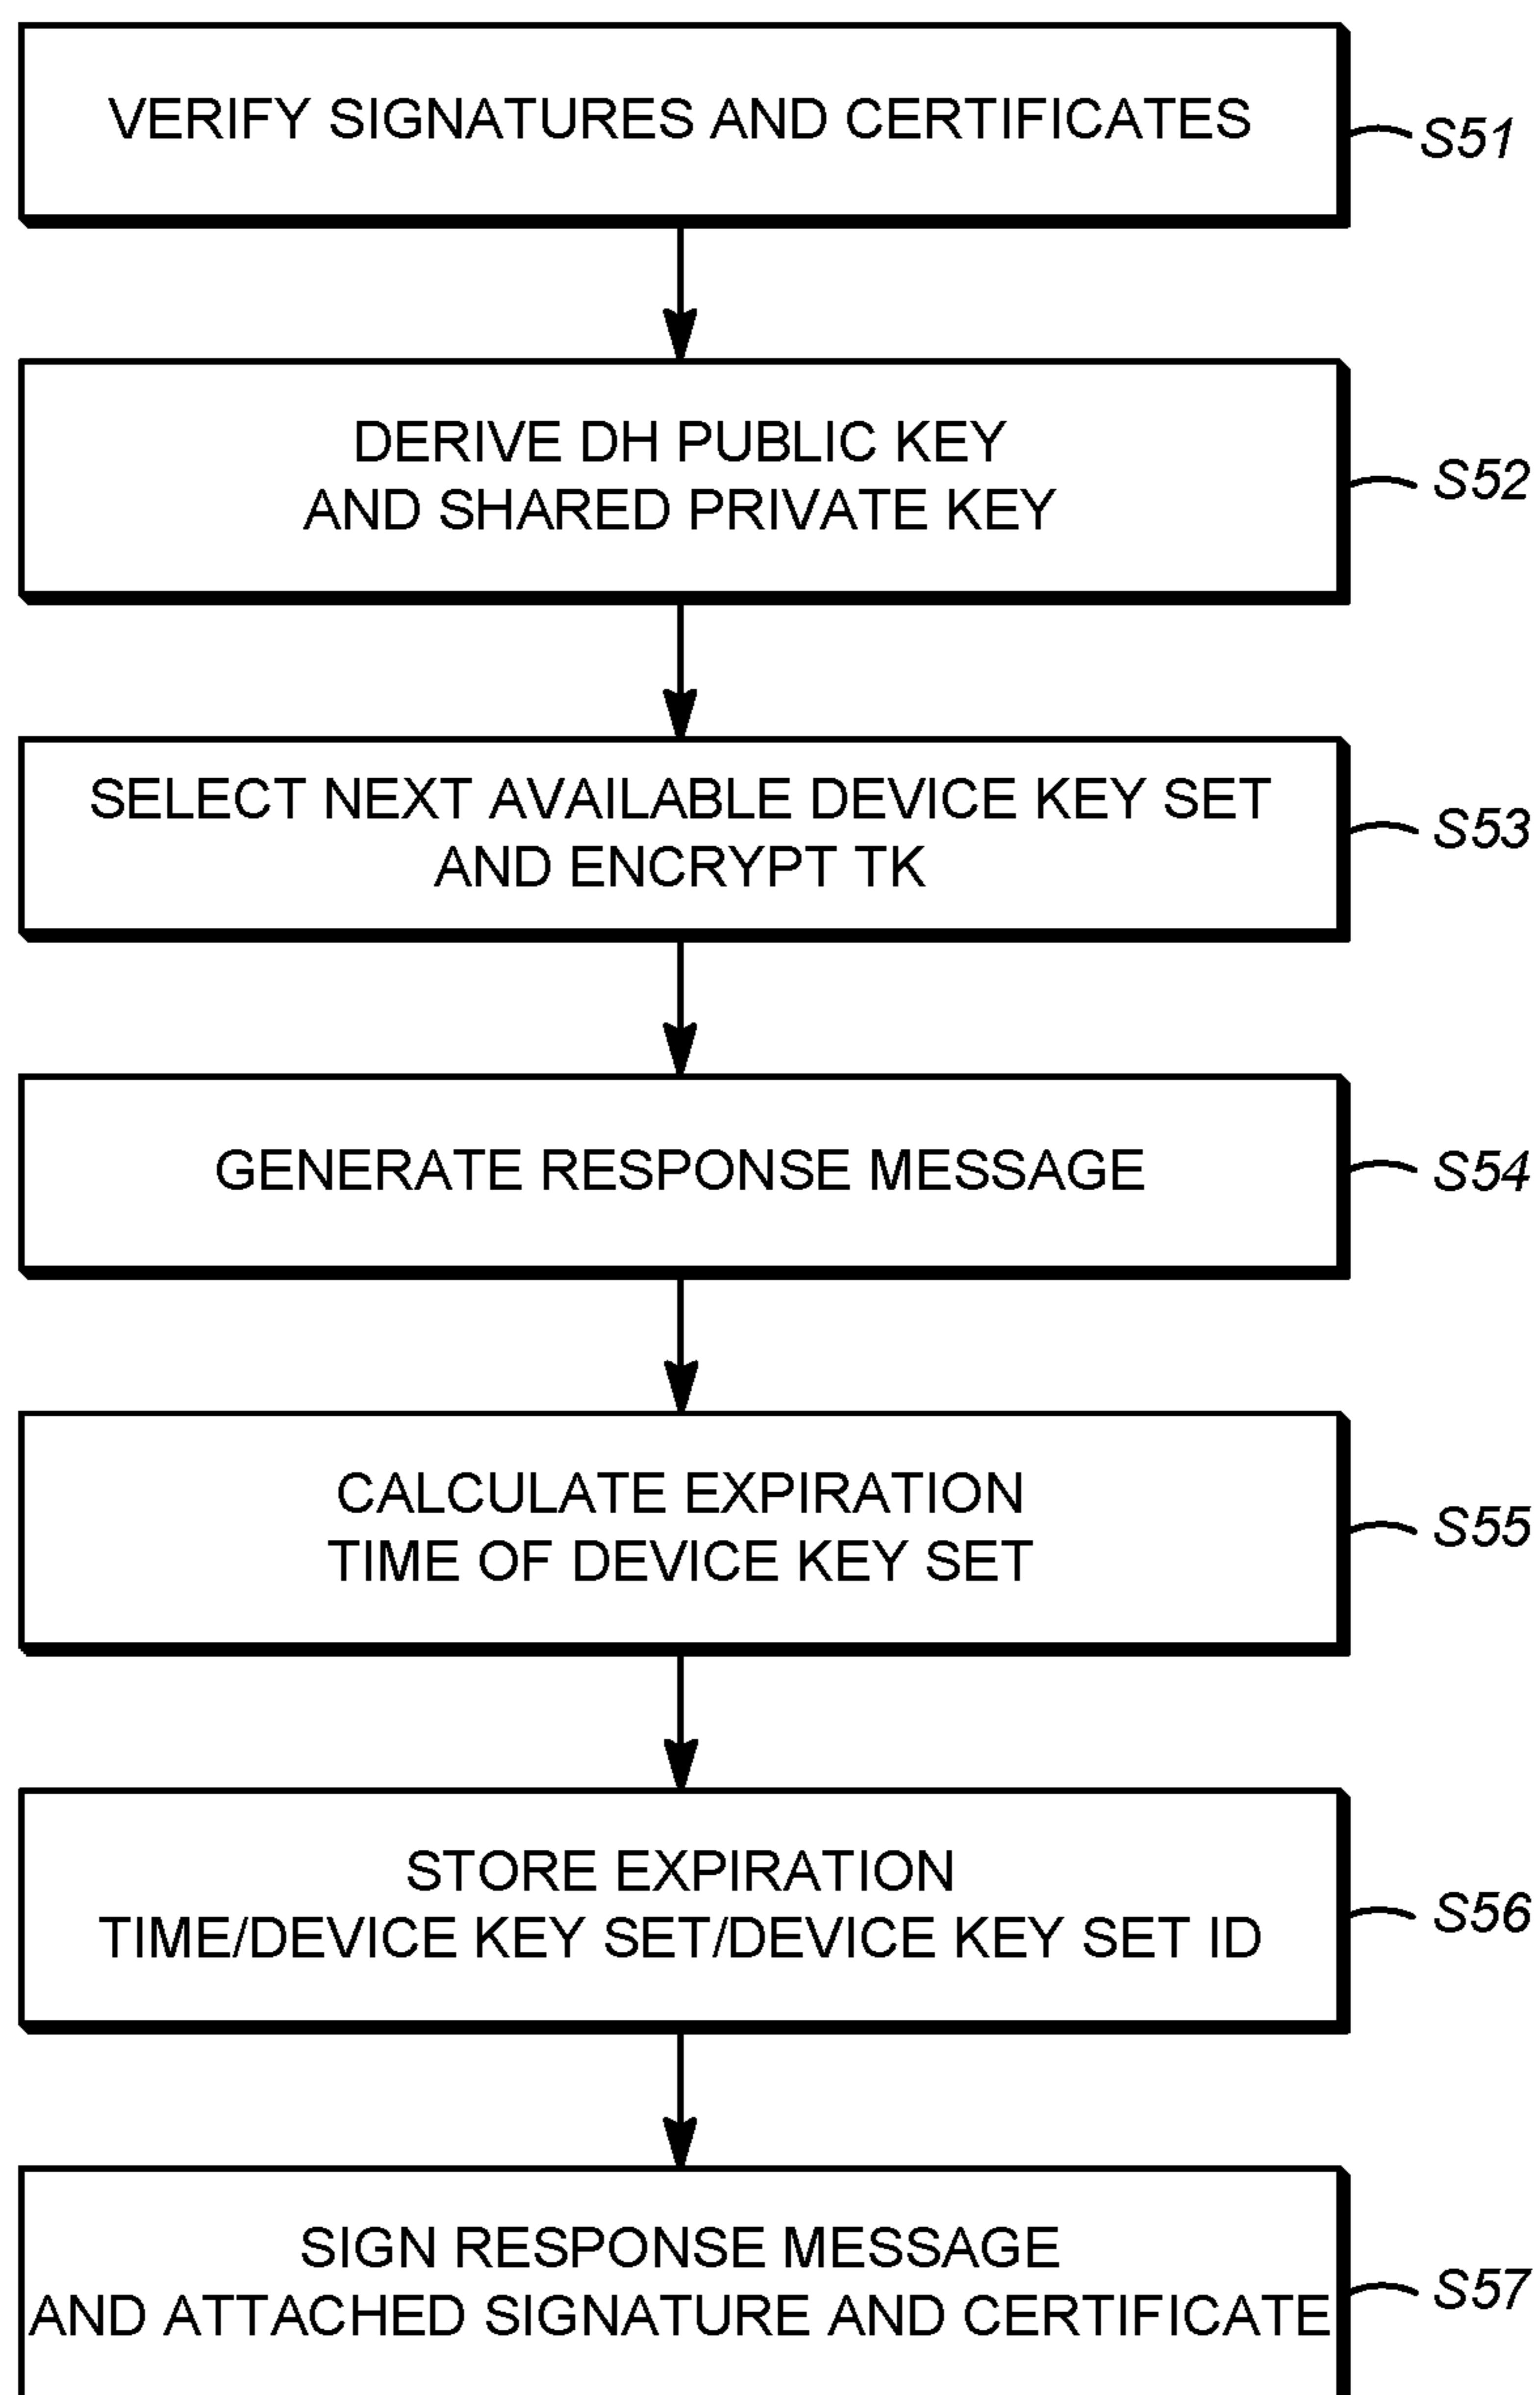 VERIFY SIGNATURES AND CERTIFICATES
S51
DERIVE DH PUBLIC KEY
AND SHARED PRIVATE KEY
S52
SELECT NEXT AVAILABLE DEVICE KEY SET
AND ENCRYPT TK
S53
GENERATE RESPONSE MESSAGE
S54
CALCULATE EXPIRATION
TIME OF DEVICE KEY SET
S55
STORE EXPIRATION
TIME/DEVICE KEY SET/DEVICE KEY SET ID
S56
SIGN RESPONSE MESSAGE
AND ATTACHED SIGNATURE AND CERTIFICATE
S57